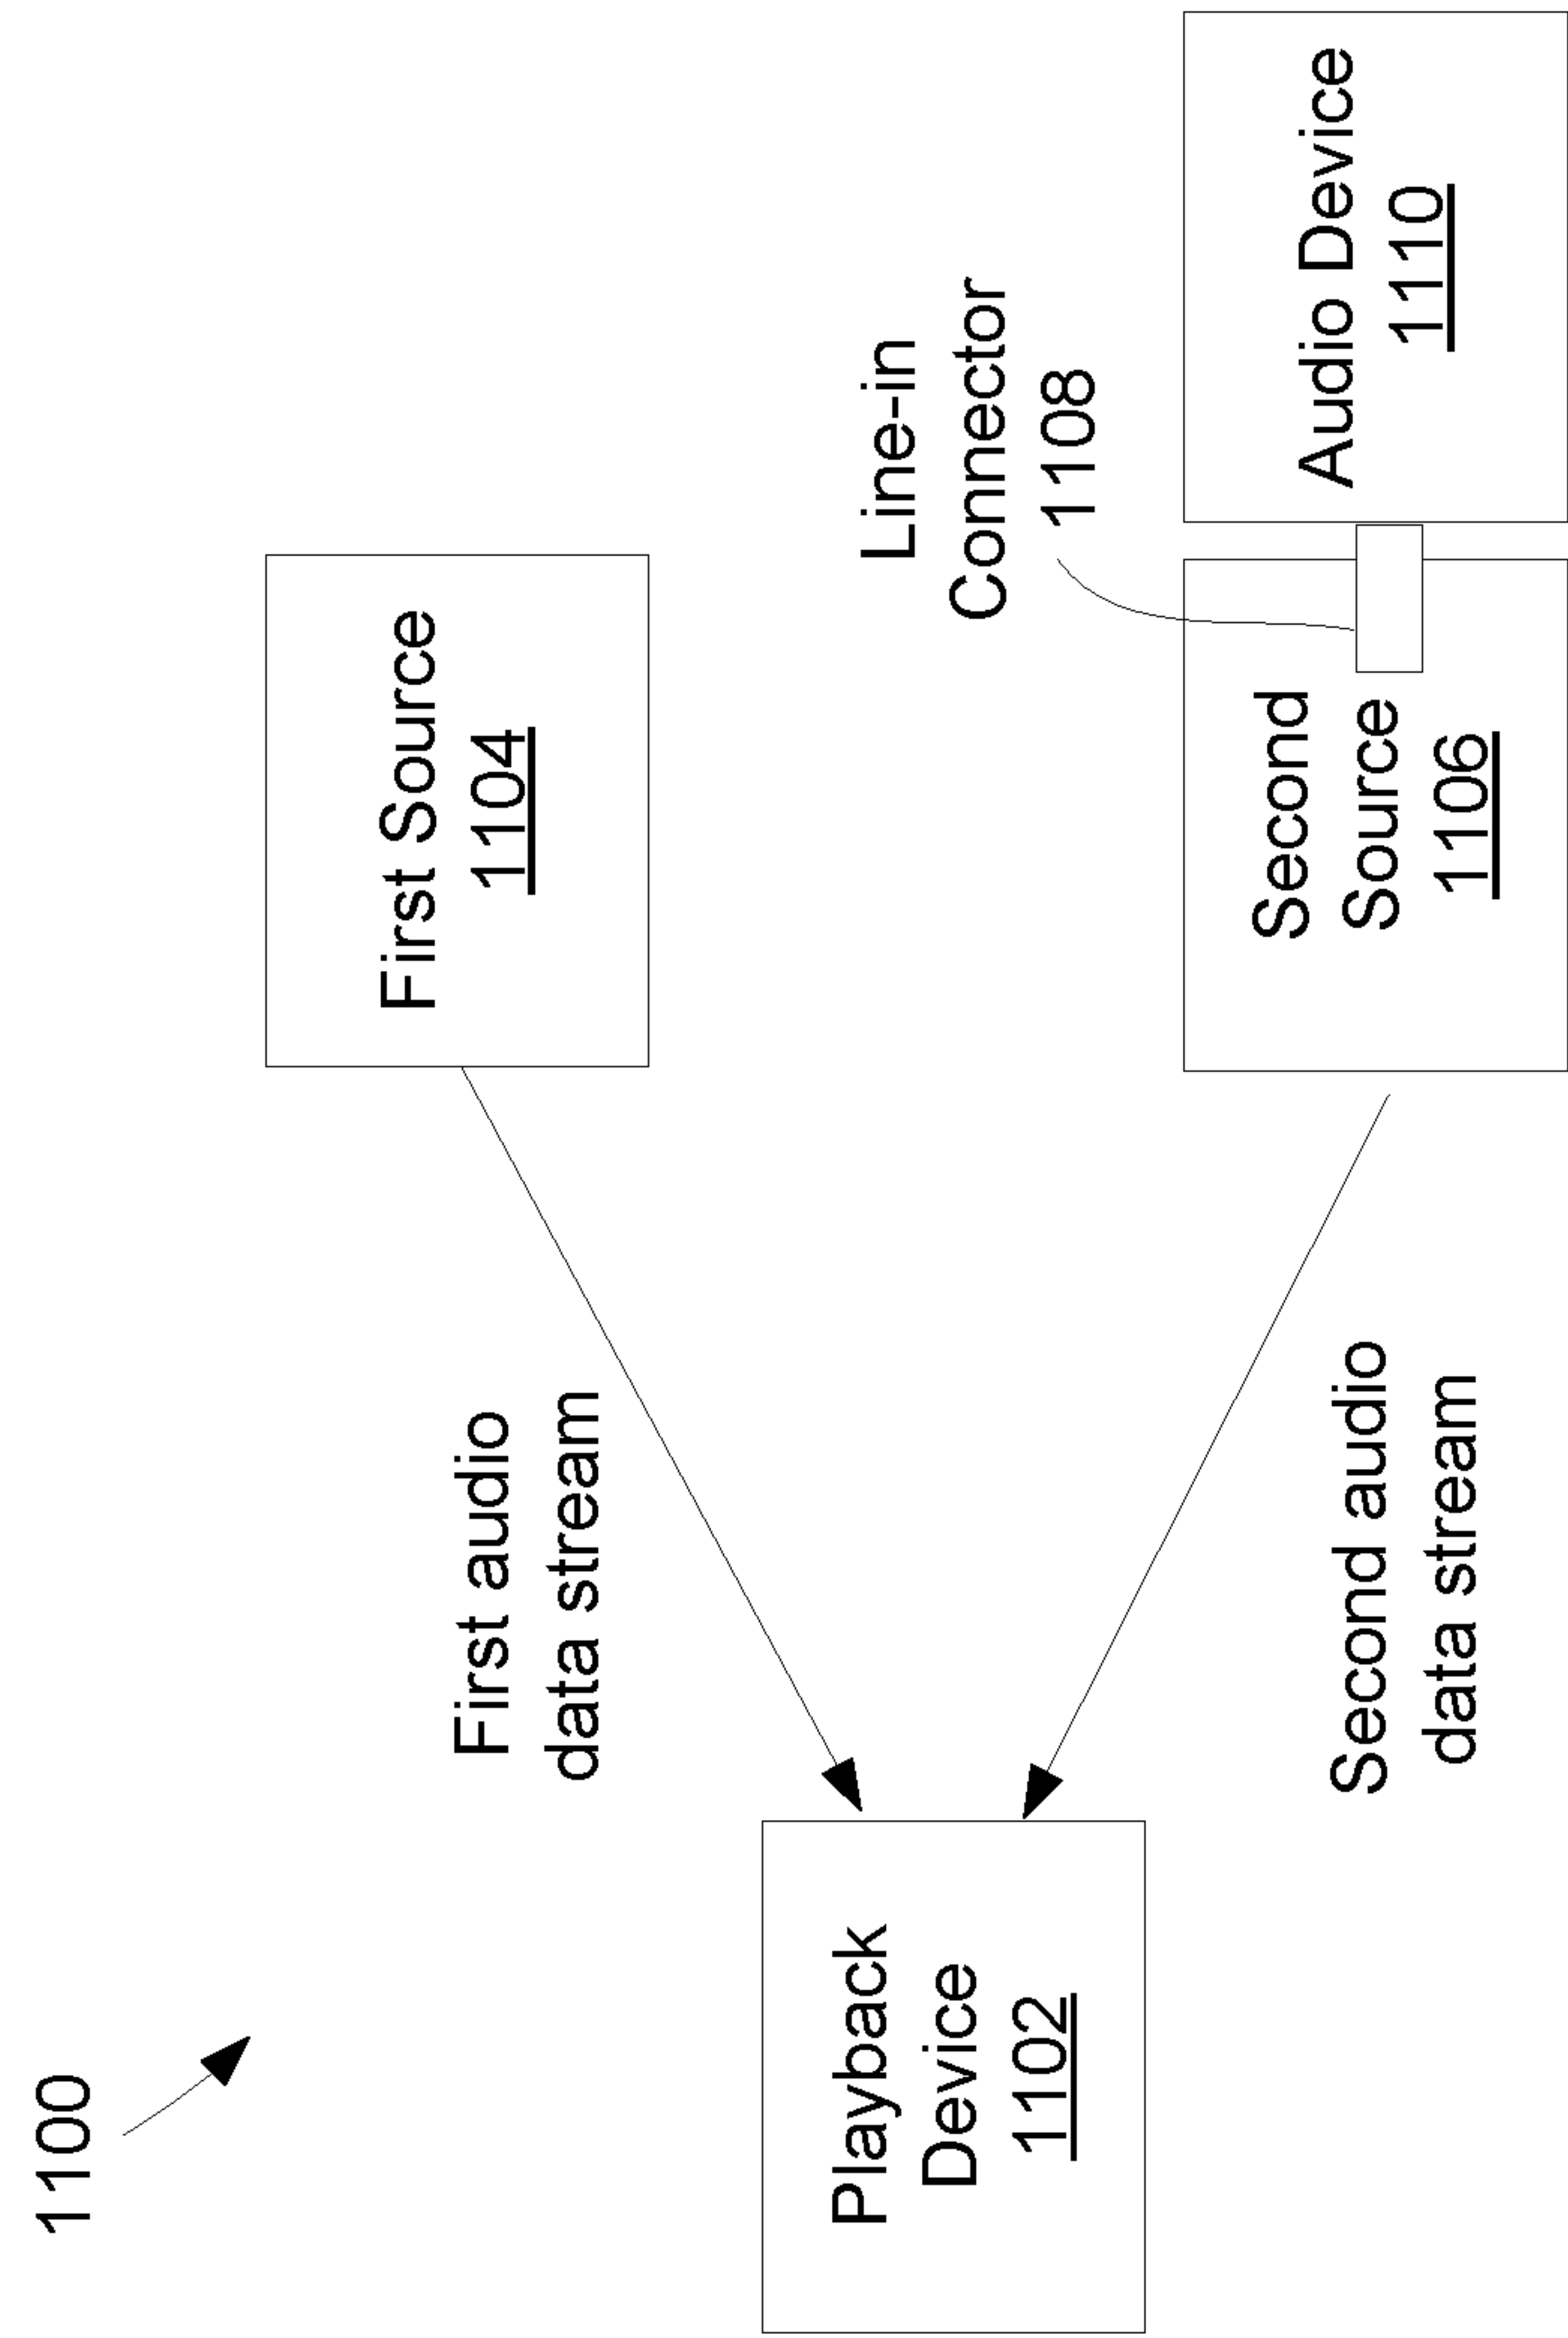 1100
First Source
1104
First audio
data stream
Playback
Device
1102
Line-in
Connector
1108
Second
Source
1106
Audio Device
1110
Second audio
data stream